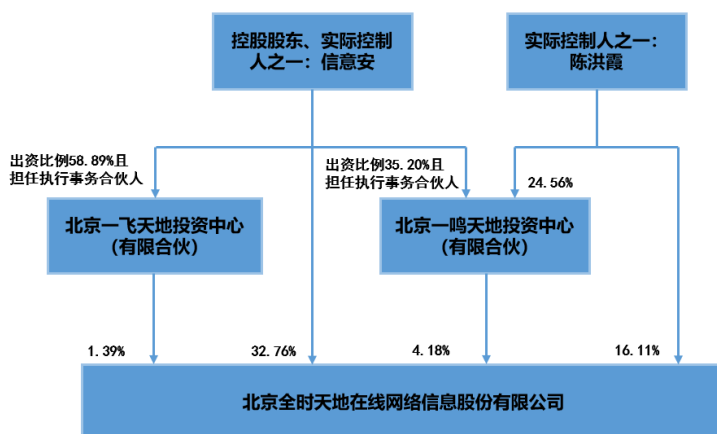 控股股东、实际控制
人之一：信意安
实际控制人之一：
陈洪霞
出资比例58.89%且
担任执行事务合伙人
出资比例35.20%且
担任执行事务合伙人
24.56%
北京一飞天地投资中心
（有限合伙）
北京一鸣天地投资中心
（有限合伙）
1.39%
32.76%
4.18%
16.11%
北京全时天地在线网络信息股份有限公司